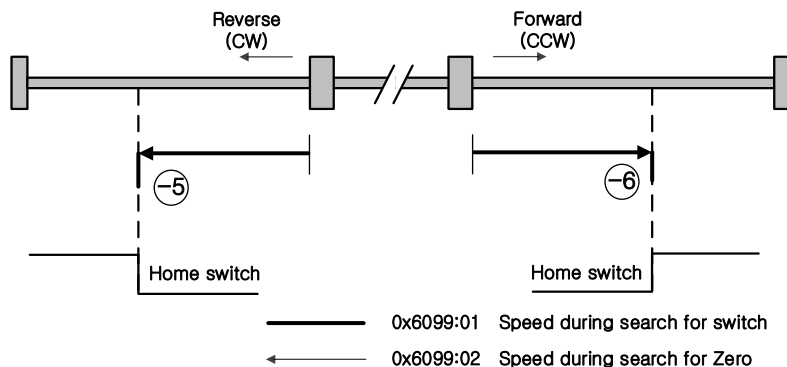 Reverse
(CW)
Forward
(CCW)
-5
-6
Home switch
Home switch
0x6099:01 Speed during search for switch
0x6099:02 Speed during search for Zero